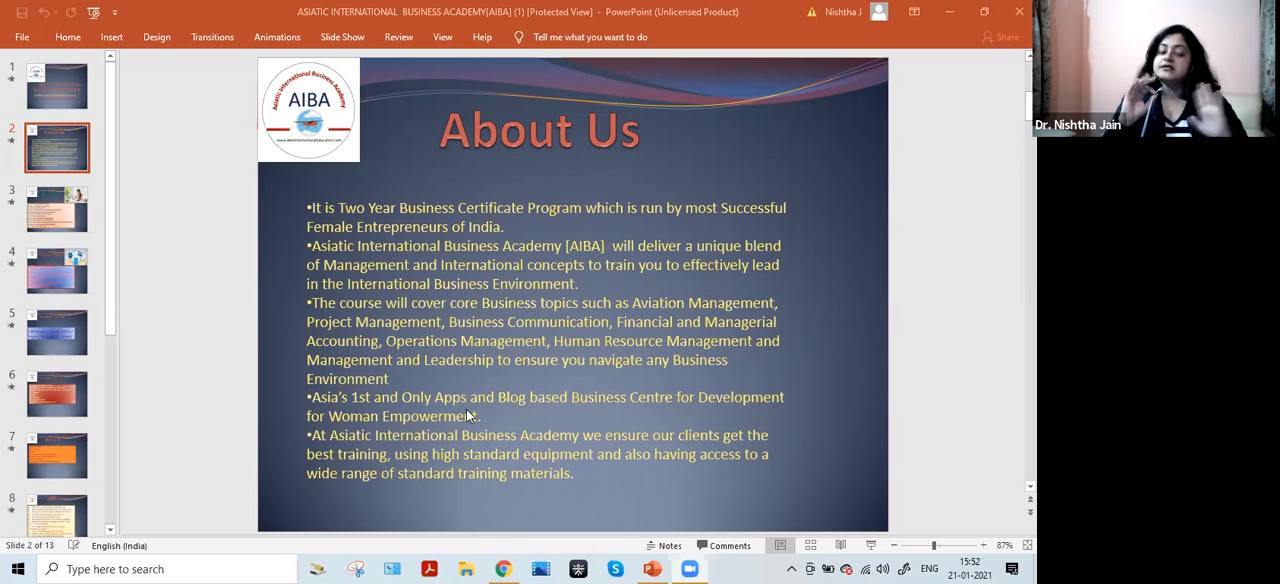 ASIATIC INTERNATIONAL BUSINESS ACADEMY[AIBA] (1) [Protected View] - PowerPoint (Unlicensed Product)
Nishtha J
File Home Insert Design Transitions Animations Slide Show Review View Help Tell me what you want to do Share
1
2
3
4
5
6
7
8
Asiatic International Business Academy
AIBA
www.BestInternationalEducation.com
About Us
•It is Two Year Business Certificate Program which is run by most Successful
Female Entrepreneurs of India.
•Asiatic International Business Academy [AIBA] will deliver a unique blend
of Management and International concepts to train you to effectively lead
in the International Business Environment.
•The course will cover core Business topics such as Aviation Management,
Project Management, Business Communication, Financial and Managerial
Accounting, Operations Management, Human Resource Management and
Management and Leadership to ensure you navigate any Business
Environment
•Asia's 1st and Only Apps and Blog based Business Centre for Development
for Woman Empowerment.
•At Asiatic International Business Academy we ensure our clients get the
best training, using high standard equipment and also having access to a
wide range of standard training materials.
Dr. Nishtha Jain
Slide 2 of 13 English (India) Notes Comments 87%
Type here to search
ENG
15:52
21-01-2021